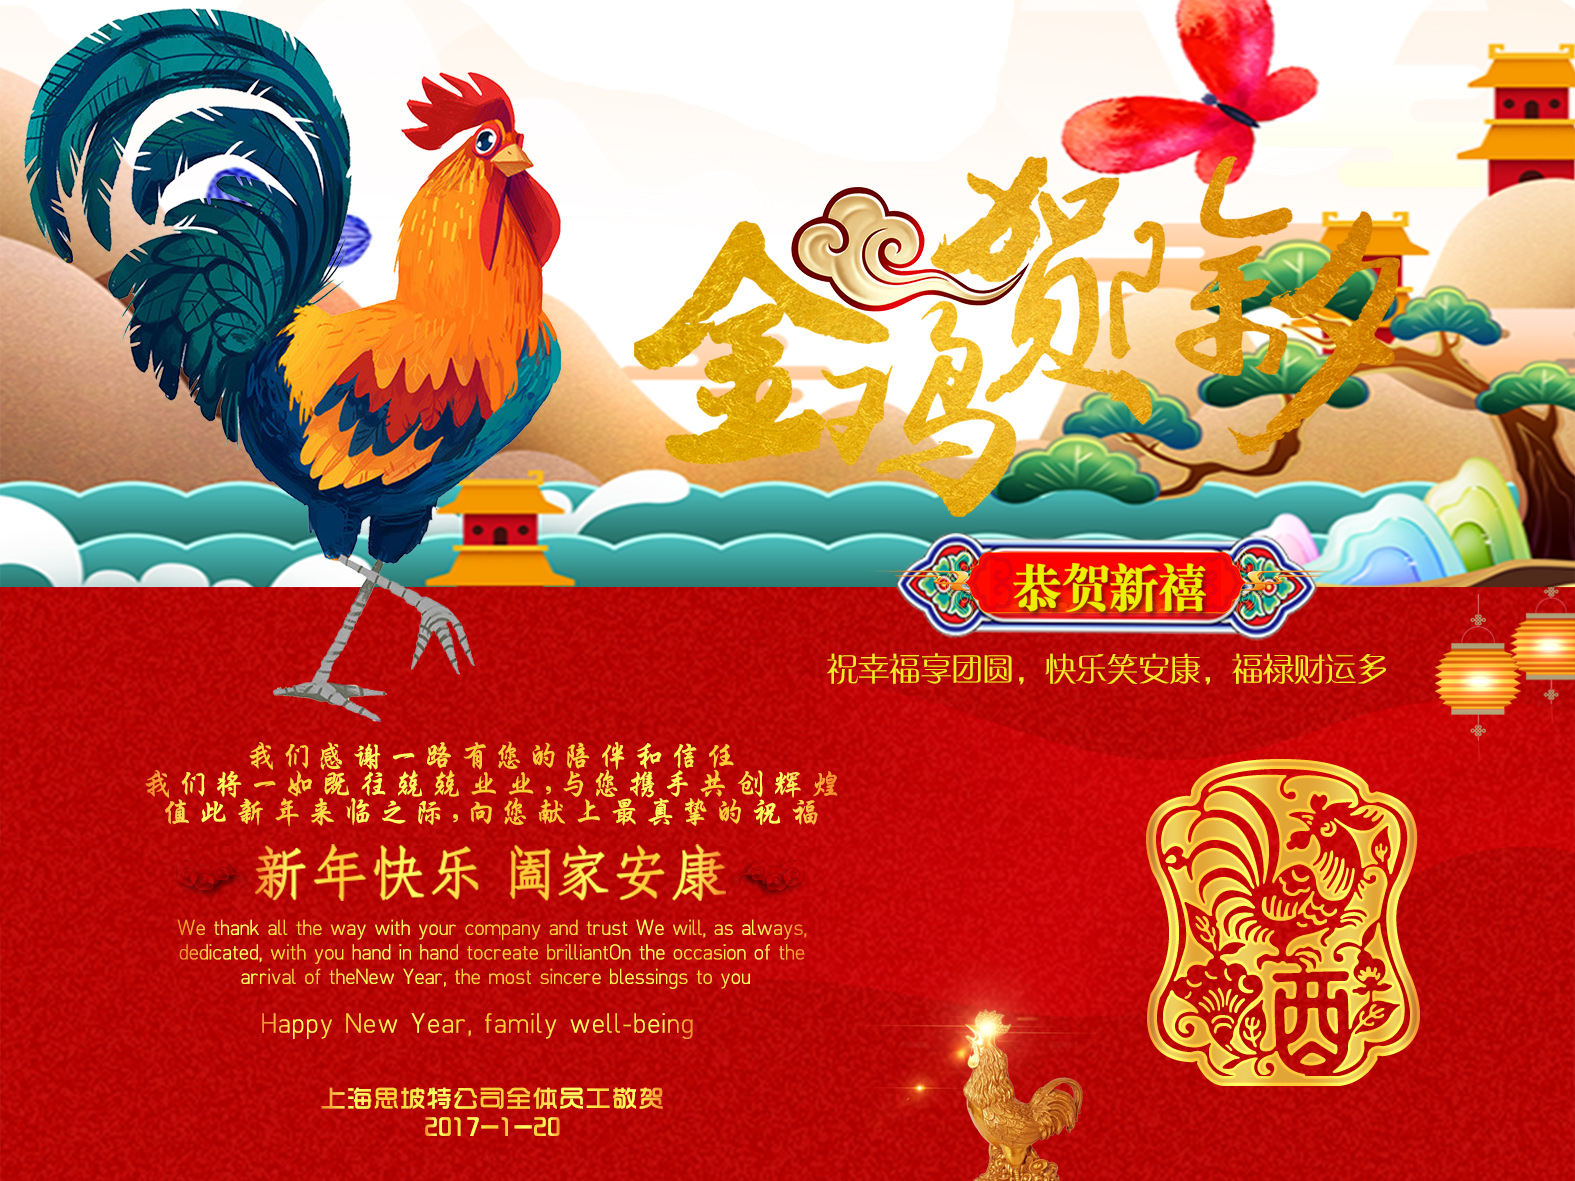 金鸡贺隆岁
恭贺新禧
祝幸福享团圆，快乐笑安康，福禄财运多
我们感谢一路有您的陪伴和信任
我们将一如既往兢兢业业,与您携手共创辉煌
值此新年来临之际,向您献上最真挚的祝福
新年快乐 阖家安康
We thank all the way with your company and trust We will, as always,
dedicated, with you hand in hand tocreate brilliantOn the occasion of the
arrival of theNew Year, the most sincere blessings to you
Happy New Year, family well-being
上海思坡特公司全体员工敬贺
2017-1-20
酉